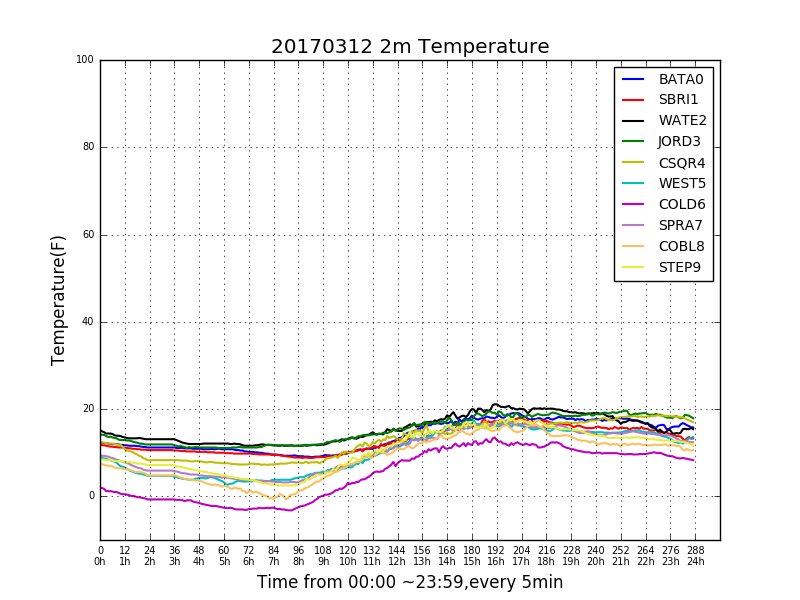 20170312 2m Temperature
100
80
60
40
20
0
Temperature(F)
BATA0
SBRI1
WATE2
JORD3
CSQR4
WEST5
COLD6
SPRA7
COBL8
STEP9
0 12 24 36 48 60 72 84 96 108 120 132 144 156 168 180 192 204 216 228 240 252 264 276 288
0h 1h 2h 3h 4h 5h 6h 7h 8h 9h 10h 11h 12h 13h 14h 15h 16h 17h 18h 19h 20h 21h 22h 23h 24h
Time from 00:00 ~23:59,every 5min